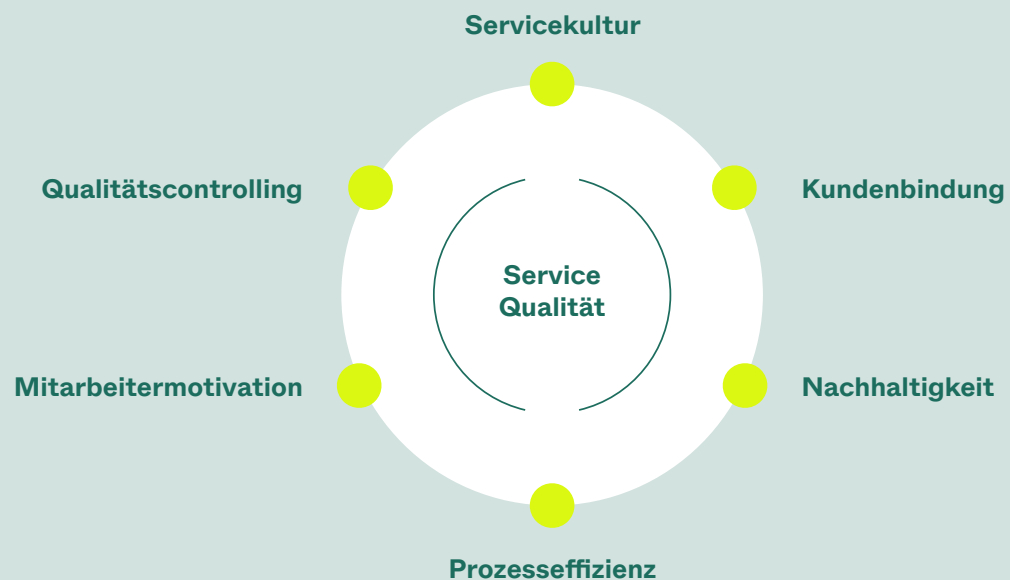 Servicekultur
Qualitätscontrolling
Kundenbindung
Service
Qualität
Mitarbeitermotivation
Nachhaltigkeit
Prozesseffizienz